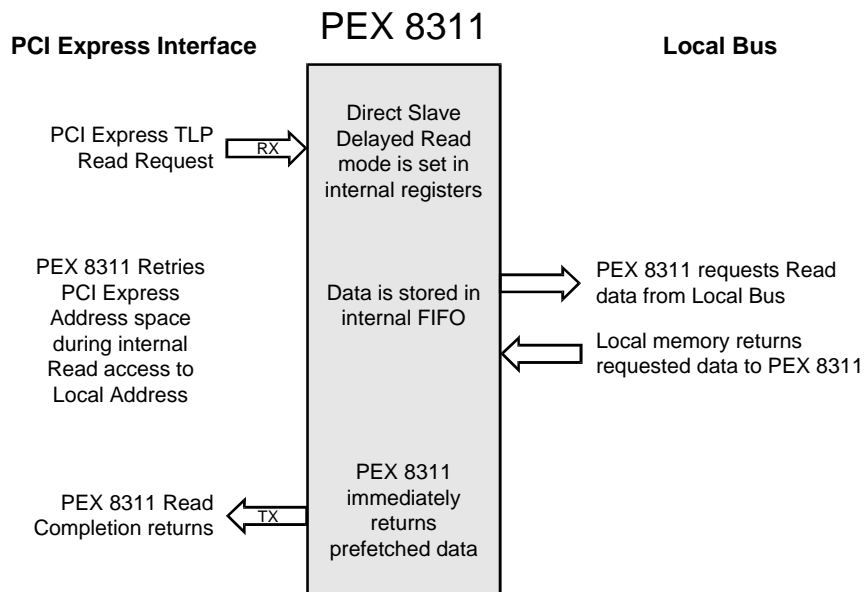 PEX 8311
PCI Express Interface
Local Bus
PCI Express TLP
Read Request
RX
Direct Slave
Delayed Read
mode is set in
internal registers
PEX 8311 Retries
PCI Express
Address space
during internal
Read access to
Local Address
Data is stored in
internal FIFO
PEX 8311 requests Read
data from Local Bus
Local memory returns
requested data to PEX 8311
PEX 8311 Read
Completion returns
TX
PEX 8311
immediately
returns
prefetched data